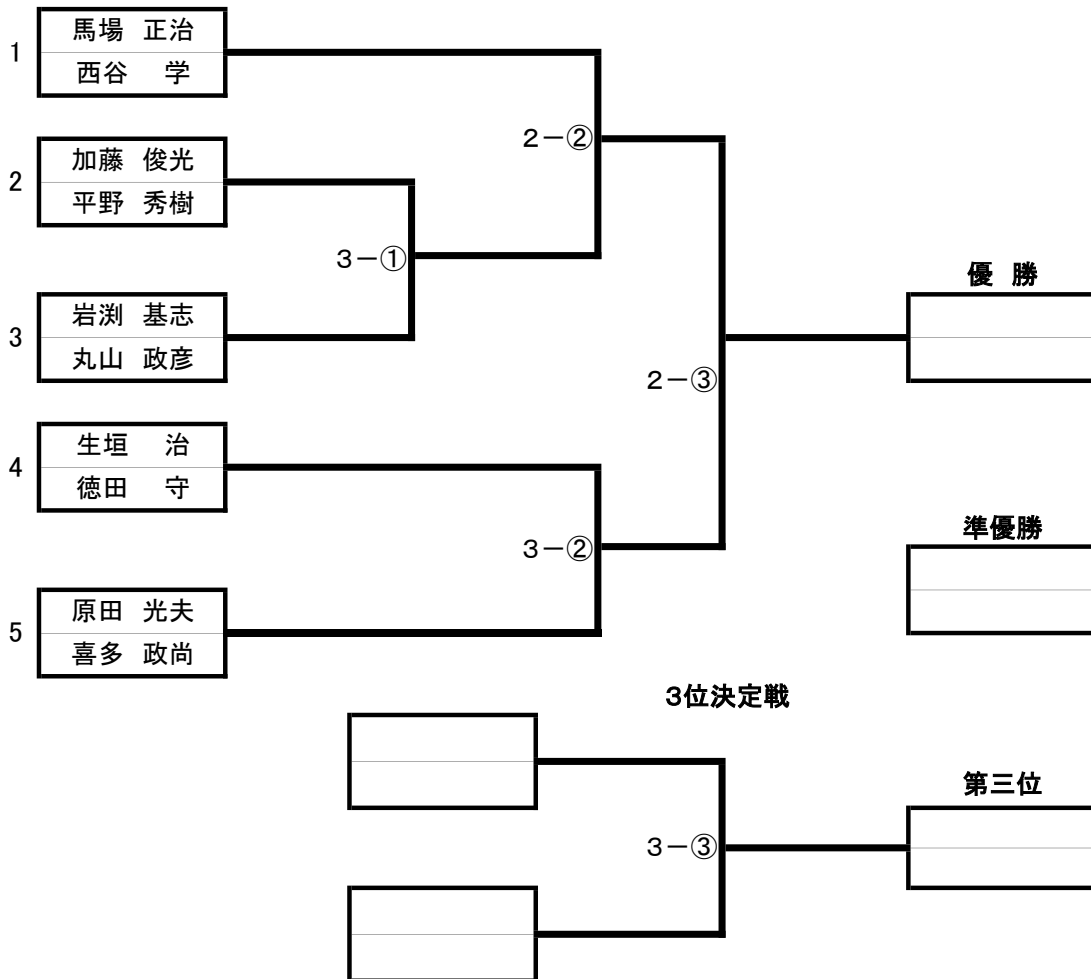 馬場 正治
1
西谷 学
2-②
加藤 俊光
2
平野 秀樹
3-①
優 勝
岩渕 基志
3
丸山 政彦
2-③
生垣 治
4
徳田 守
準優勝
3-②
原田 光夫
5
喜多 政尚
3位決定戦
第三位
3-③